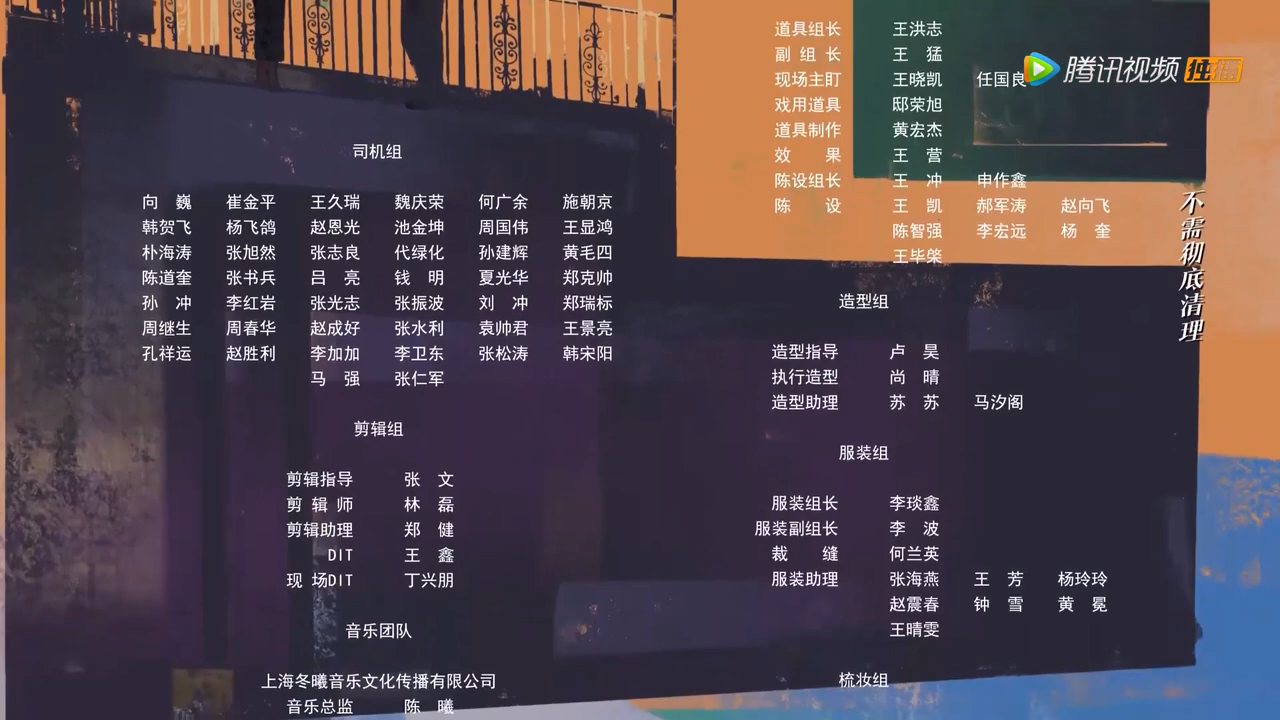 司机组
向 巍 崔金平 王久瑞 魏庆荣 何广余 施朝京
韩贺飞 杨飞鸽 赵恩光 池金坤 周国伟 王显鸿
朴海涛 张旭然 张志良 代绿化 孙建辉 黄毛四
陈道奎 张书兵 吕 亮 钱 明 夏光华 郑克帅
孙 冲 李红岩 张光志 张振波 刘 冲 郑瑞标
周继生 周春华 赵成好 张水利 袁帅君 王景亮
孔祥运 赵胜利 李加加 李卫东 张松涛 韩宋阳
马 强 张仁军
剪辑组
剪辑指导 张 文
剪 辑 师 林 磊
剪辑助理 郑 健
DIT 王 鑫
现 场DIT 丁兴朋
音乐团队
上海冬曦音乐文化传播有限公司
音乐总监 陈 曦
道具组长 王洪志
副 组 长 王 猛
现场主盯 王晓凯 任国良
戏用道具 邸荣旭
道具制作 黄宏杰
效 果 王 营
陈设组长 王 冲 申作鑫
陈 设 王 凯 郝军涛 赵向飞
陈智强 李宏远 杨 奎
王毕棨
造型组
造型指导 卢 昊
执行造型 尚 晴
造型助理 苏 苏 马汐阁
服装组
服装组长 李琰鑫
服装副组长 李 波
裁 缝 何兰英
服装助理 张海燕 王 芳 杨玲玲
赵震春 钟 雪 黄 冕
王晴雯
梳妆组
腾讯视频 独播
不需彻底清理